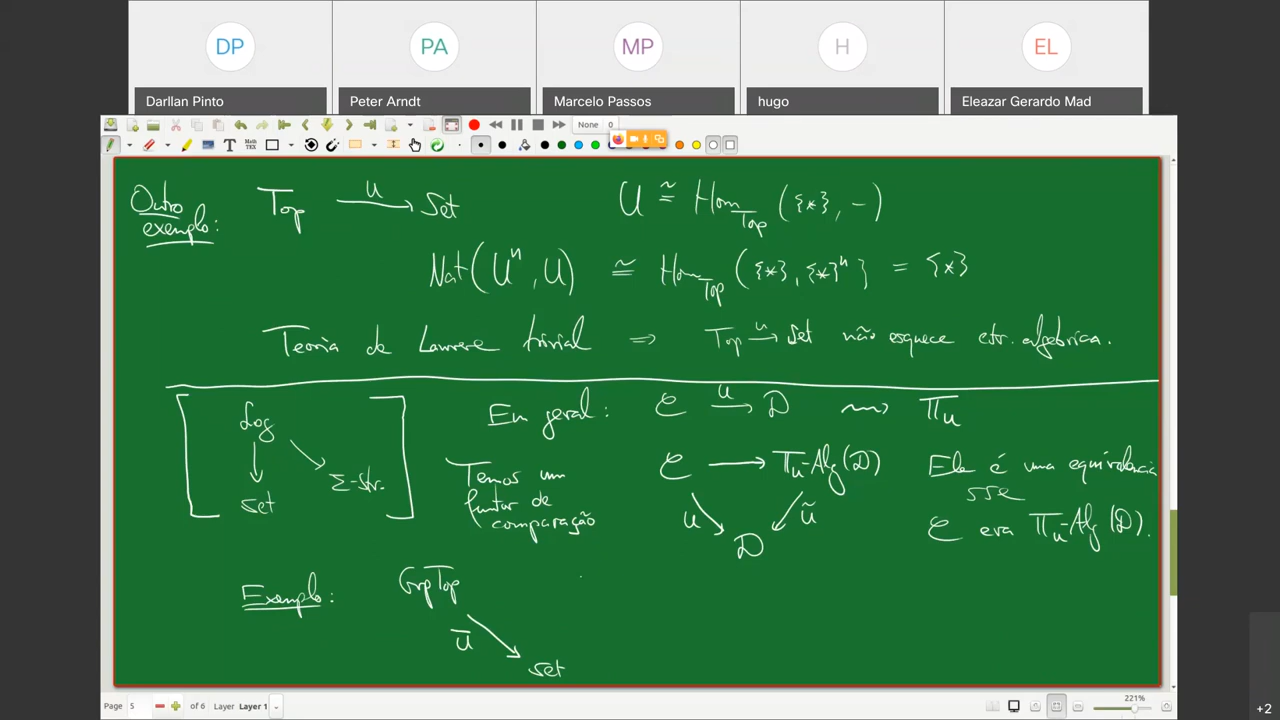 DP PA MP H EL
Darllan Pinto Peter Arndt Marcelo Passos hugo Eleazar Gerardo Mad
None 0
T Math TEX
Outro exemplo: Top —U→ Set U ≅ Hom_Top ({*}, −)
Nat(Uⁿ, U) ≅ Hom_Top ({*}, {*}ⁿ) = {*}
Teoria de Lawvere trivial ⇒ Top —U→ Set não esquece estr. algébrica.
Log
Set Σ-Str.
Em geral: C —U→ D ⇝ 𝕋_U
Temos um
funtor de
comparação
C → 𝕋_U-Alg(D)
U Ũ
D
Ele é uma equivalência
sse
C era 𝕋_U-Alg(D).
Exemplo: GrpTop
Ū
Set
Page 5 of 6 Layer Layer 1 221%
+2